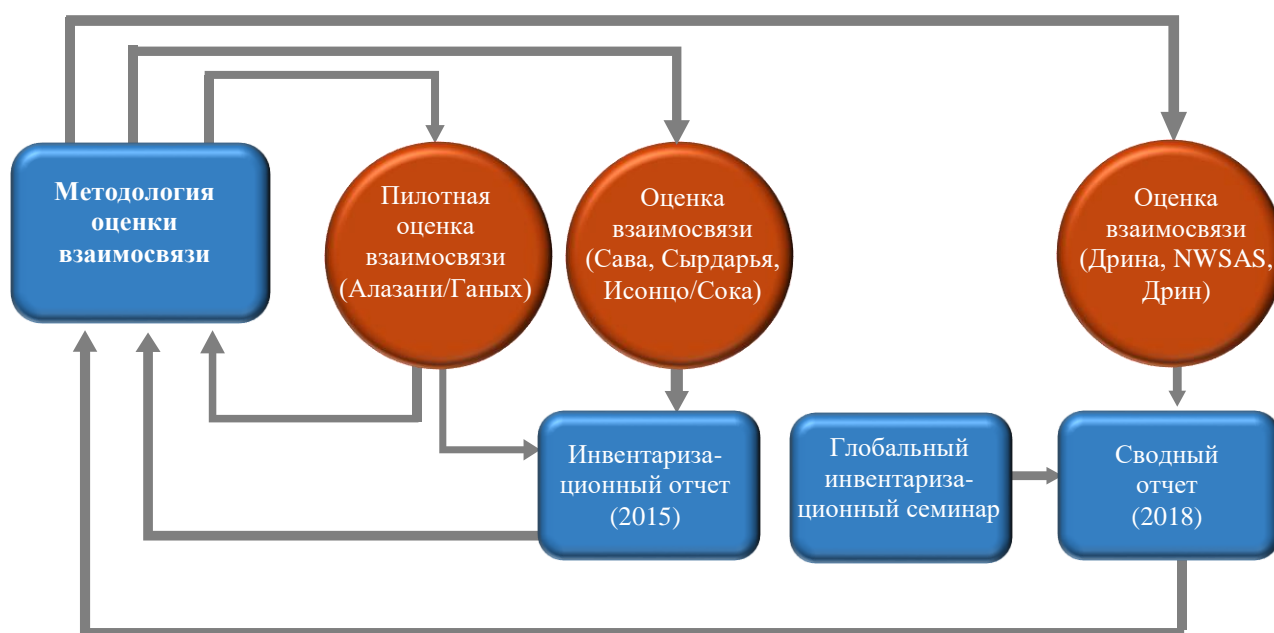 Методология
оценки
взаимосвязи
Пилотная
оценка
взаимосвязи
(Алазани/Ганых)
Оценка
взаимосвязи
(Сава, Сырдарья,
Исонцо/Сока)
Оценка
взаимосвязи
(Дрина, NWSAS,
Дрин)
Инвентариза-
ционный отчет
(2015)
Глобальный
инвентариза-
ционный семинар
Сводный
отчет
(2018)